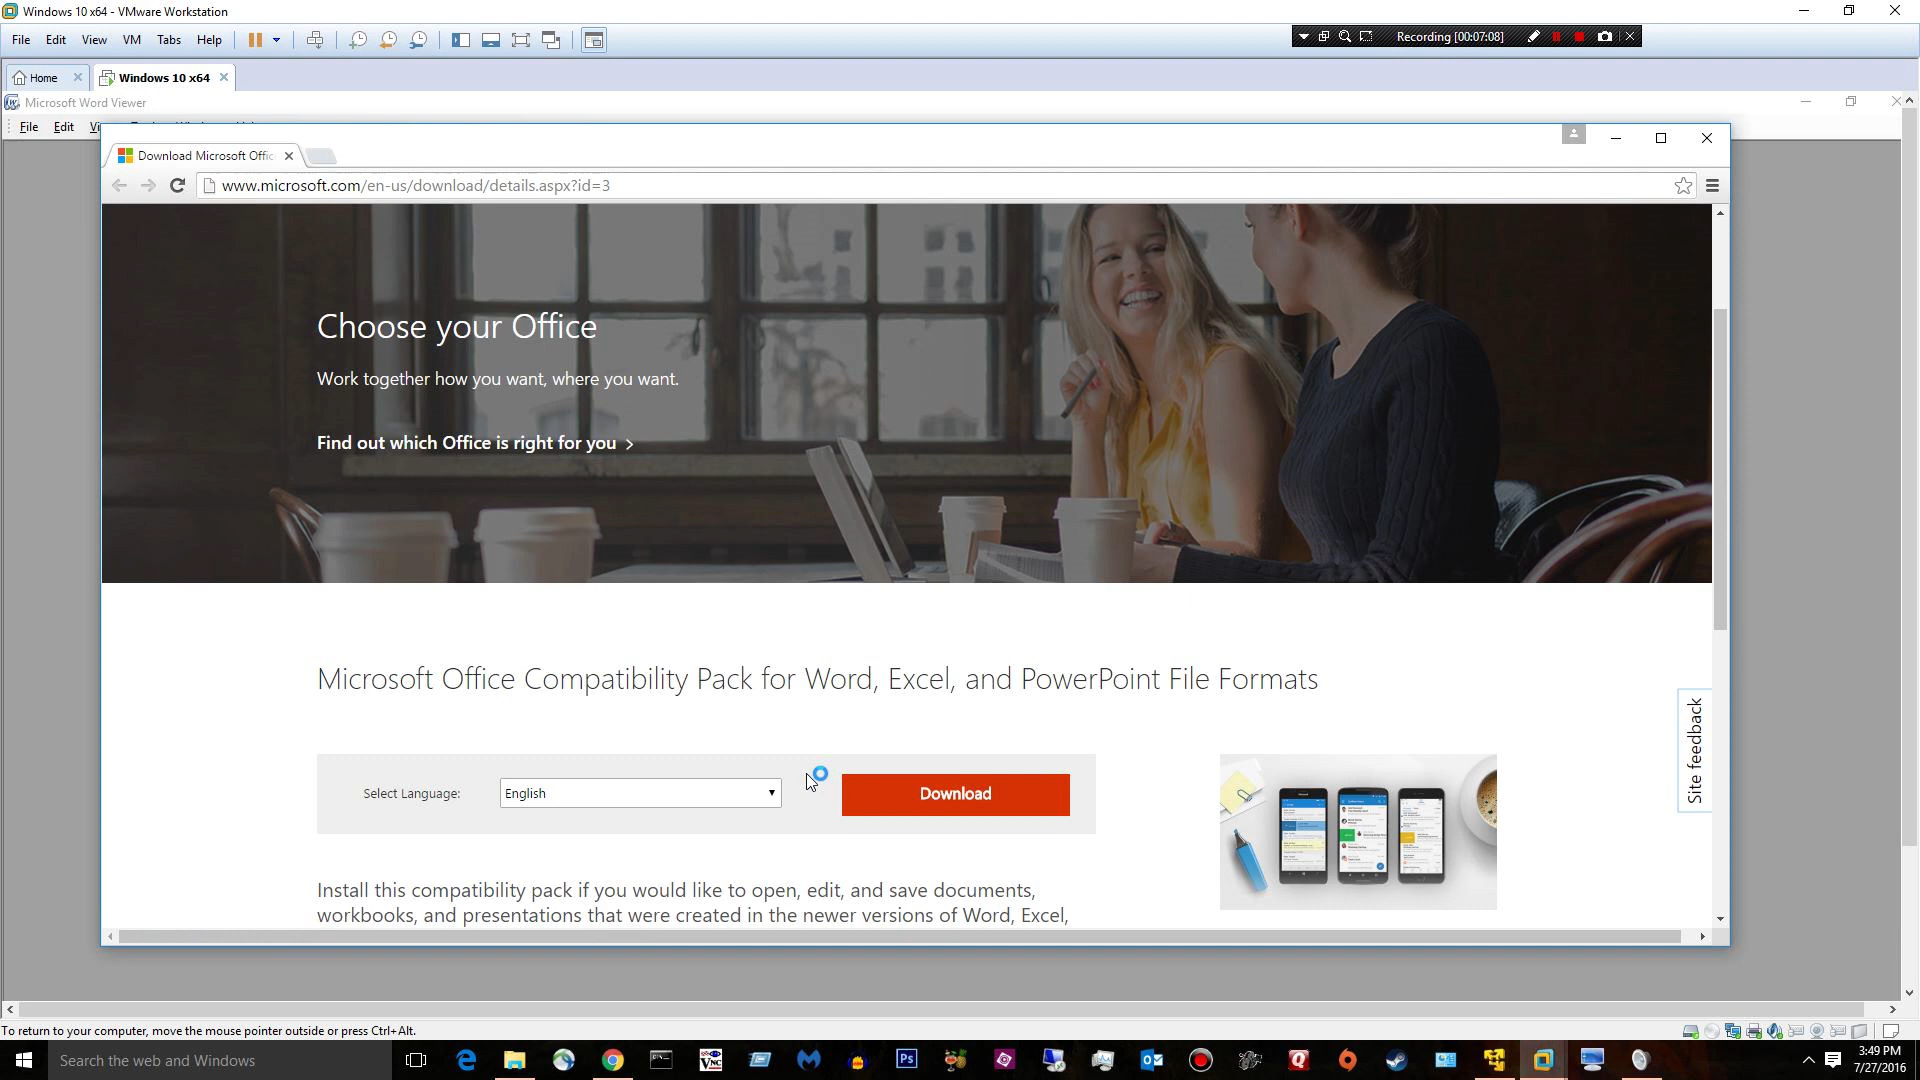 Windows 10 x64 - VMware Workstation
File Edit View VM Tabs Help
Recording [00:07:08]
Home
Windows 10 x64
Microsoft Word Viewer
File Edit
Download Microsoft Offic
www.microsoft.com/en-us/download/details.aspx?id=3
Choose your Office
Work together how you want, where you want.
Find out which Office is right for you >
Microsoft Office Compatibility Pack for Word, Excel, and PowerPoint File Formats
Site feedback
Select Language: English Download
Install this compatibility pack if you would like to open, edit, and save documents,
workbooks, and presentations that were created in the newer versions of Word, Excel,
To return to your computer, move the mouse pointer outside or press Ctrl+Alt.
Search the web and Windows
Ps
3:49 PM
7/27/2016